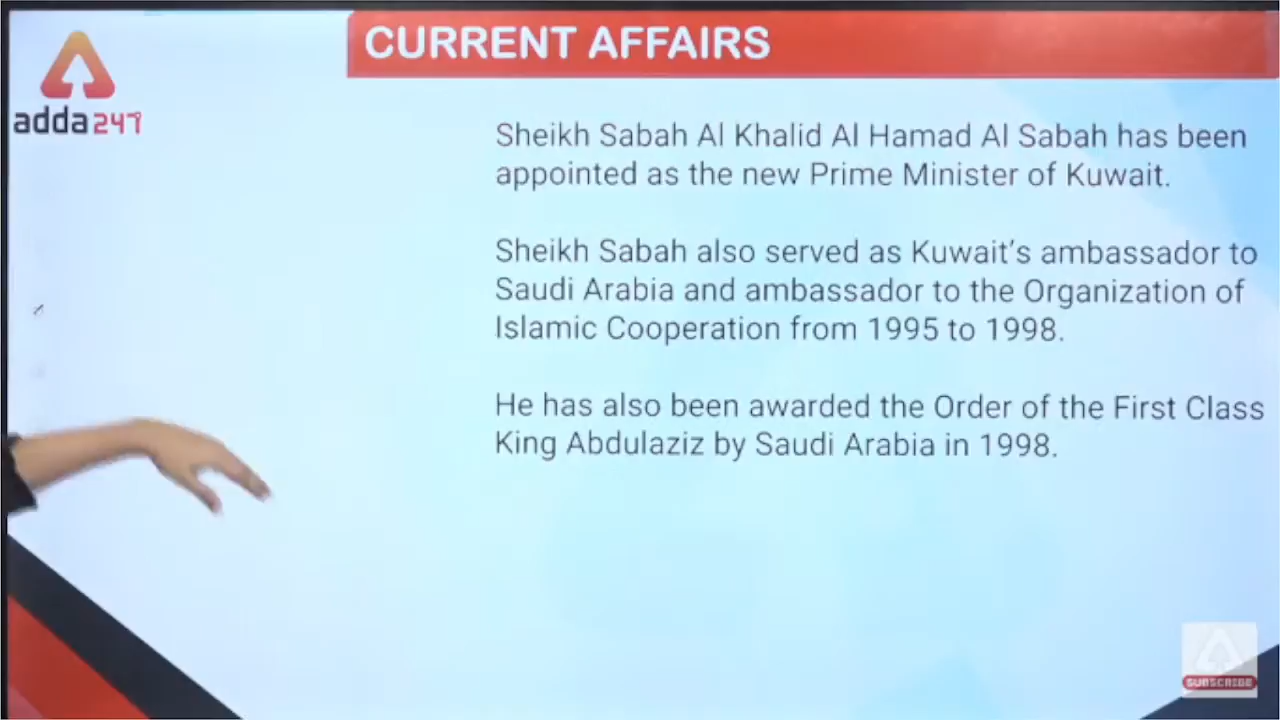 CURRENT AFFAIRS
adda247
Sheikh Sabah Al Khalid Al Hamad Al Sabah has been
appointed as the new Prime Minister of Kuwait.
Sheikh Sabah also served as Kuwait's ambassador to
Saudi Arabia and ambassador to the Organization of
Islamic Cooperation from 1995 to 1998.
He has also been awarded the Order of the First Class
King Abdulaziz by Saudi Arabia in 1998.
SUBSCRIBE